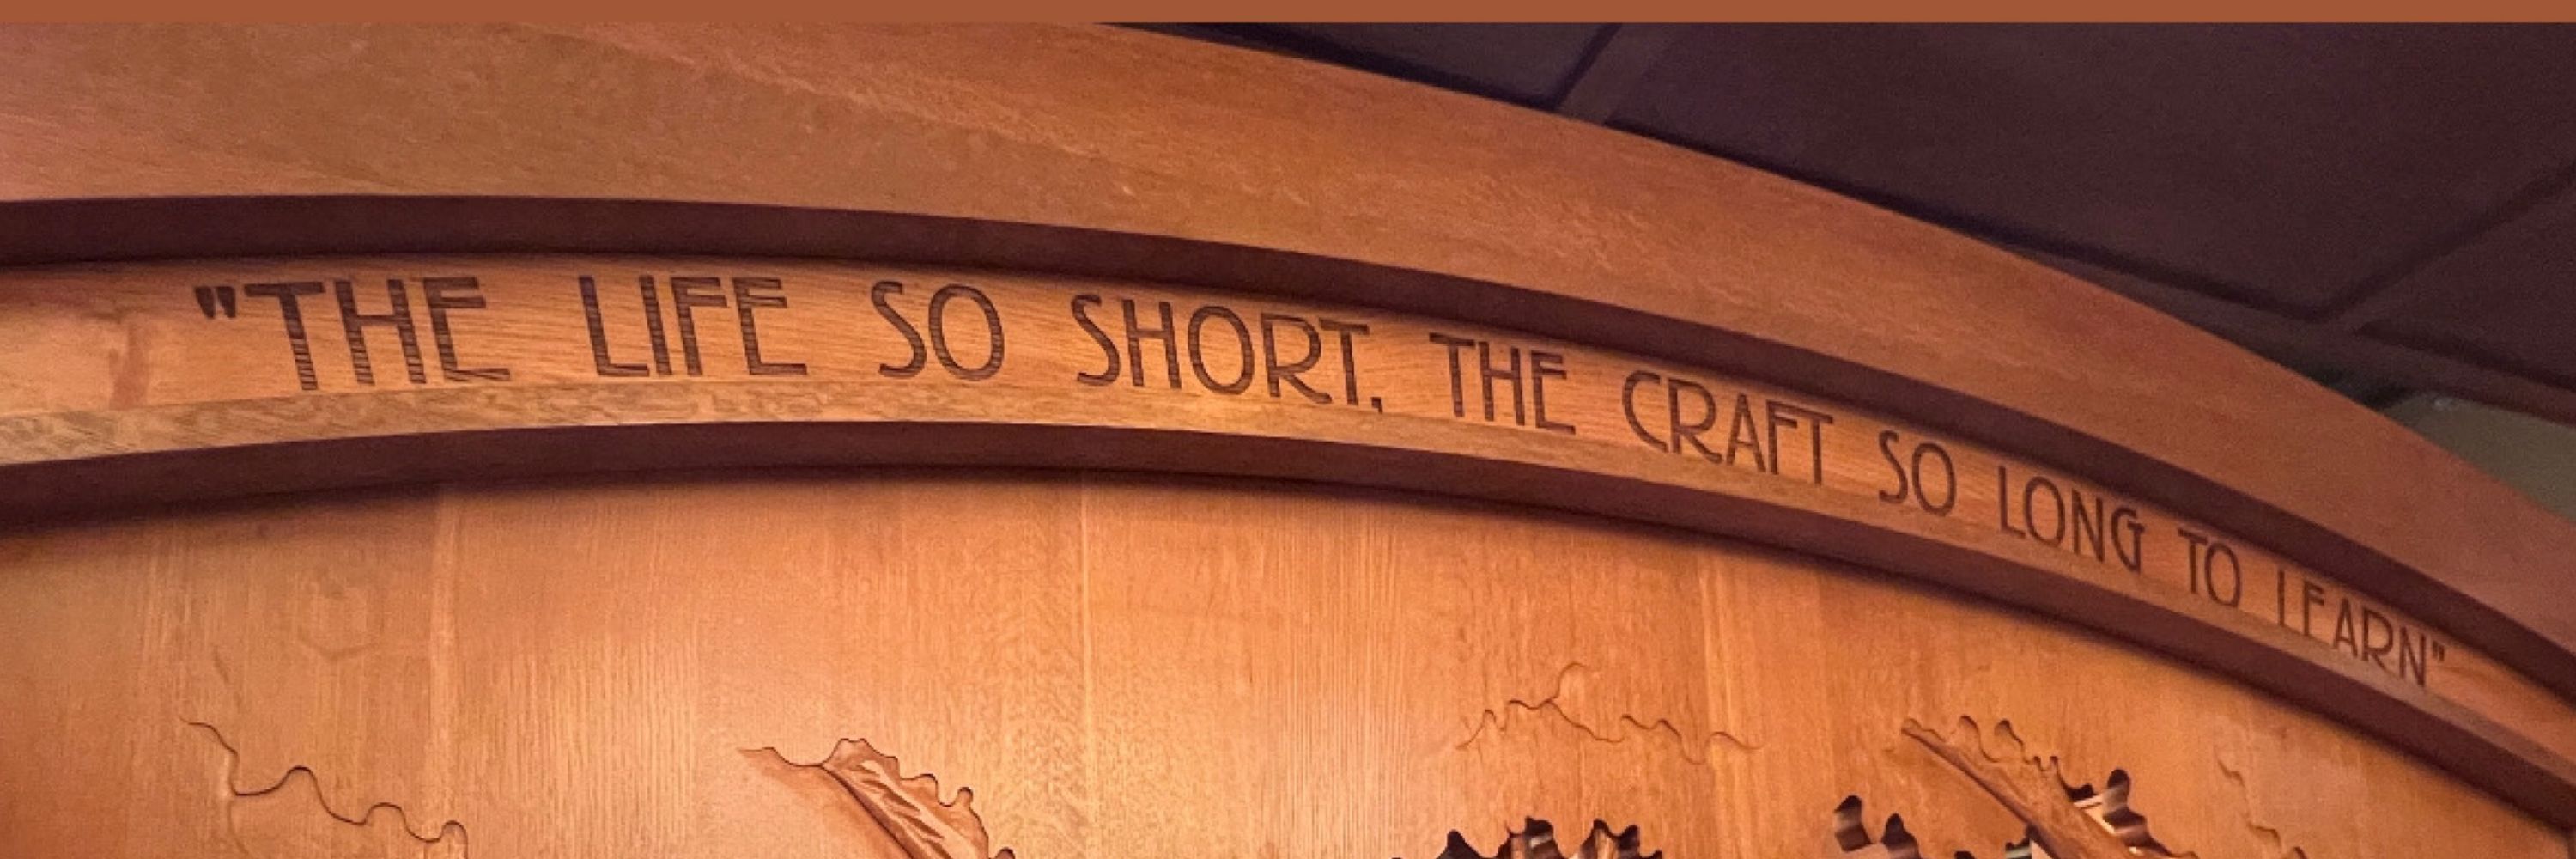 "THE LIFE SO SHORT, THE CRAFT SO LONG TO LEARN"